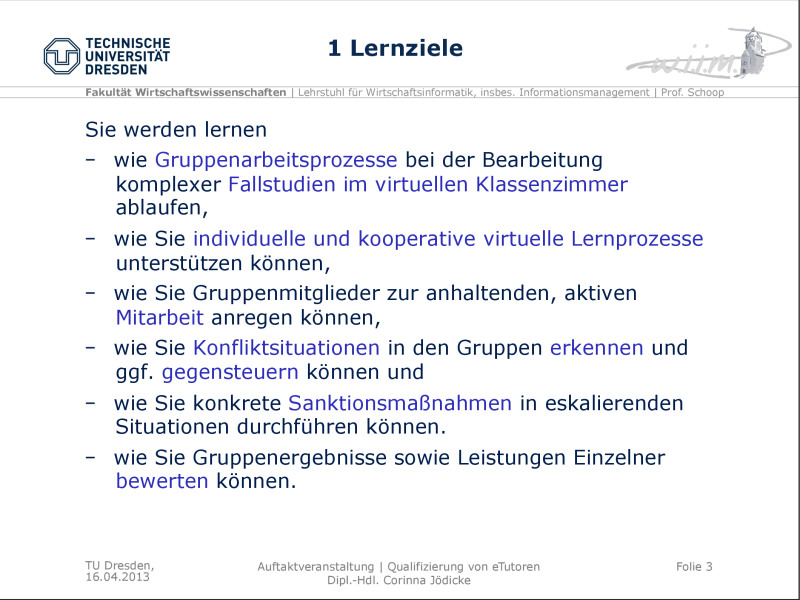 TECHNISCHE
UNIVERSITÄT
DRESDEN
1 Lernziele
w.i.i.m.
Fakultät Wirtschaftswissenschaften | Lehrstuhl für Wirtschaftsinformatik, insbes. Informationsmanagement | Prof. Schoop
Sie werden lernen
– wie Gruppenarbeitsprozesse bei der Bearbeitung
komplexer Fallstudien im virtuellen Klassenzimmer
ablaufen,
– wie Sie individuelle und kooperative virtuelle Lernprozesse
unterstützen können,
– wie Sie Gruppenmitglieder zur anhaltenden, aktiven
Mitarbeit anregen können,
– wie Sie Konfliktsituationen in den Gruppen erkennen und
ggf. gegensteuern können und
– wie Sie konkrete Sanktionsmaßnahmen in eskalierenden
Situationen durchführen können.
– wie Sie Gruppenergebnisse sowie Leistungen Einzelner
bewerten können.
TU Dresden,
16.04.2013
Auftaktveranstaltung | Qualifizierung von eTutoren
Dipl.-Hdl. Corinna Jödicke
Folie 3